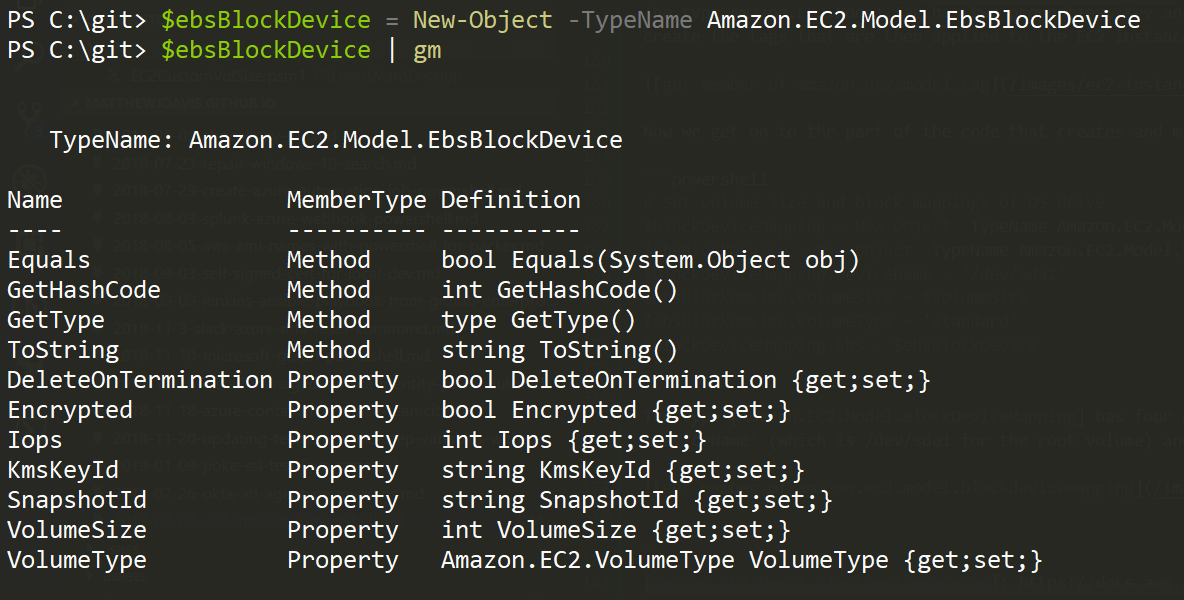 PS C:\git> $ebsBlockDevice = New-Object -TypeName Amazon.EC2.Model.EbsBlockDevice
PS C:\git> $ebsBlockDevice | gm
TypeName: Amazon.EC2.Model.EbsBlockDevice
Name MemberType Definition
---- ---------- ----------
Equals Method bool Equals(System.Object obj)
GetHashCode Method int GetHashCode()
GetType Method type GetType()
ToString Method string ToString()
DeleteOnTermination Property bool DeleteOnTermination {get;set;}
Encrypted Property bool Encrypted {get;set;}
Iops Property int Iops {get;set;}
KmsKeyId Property string KmsKeyId {get;set;}
SnapshotId Property string SnapshotId {get;set;}
VolumeSize Property int VolumeSize {get;set;}
VolumeType Property Amazon.EC2.VolumeType VolumeType {get;set;}